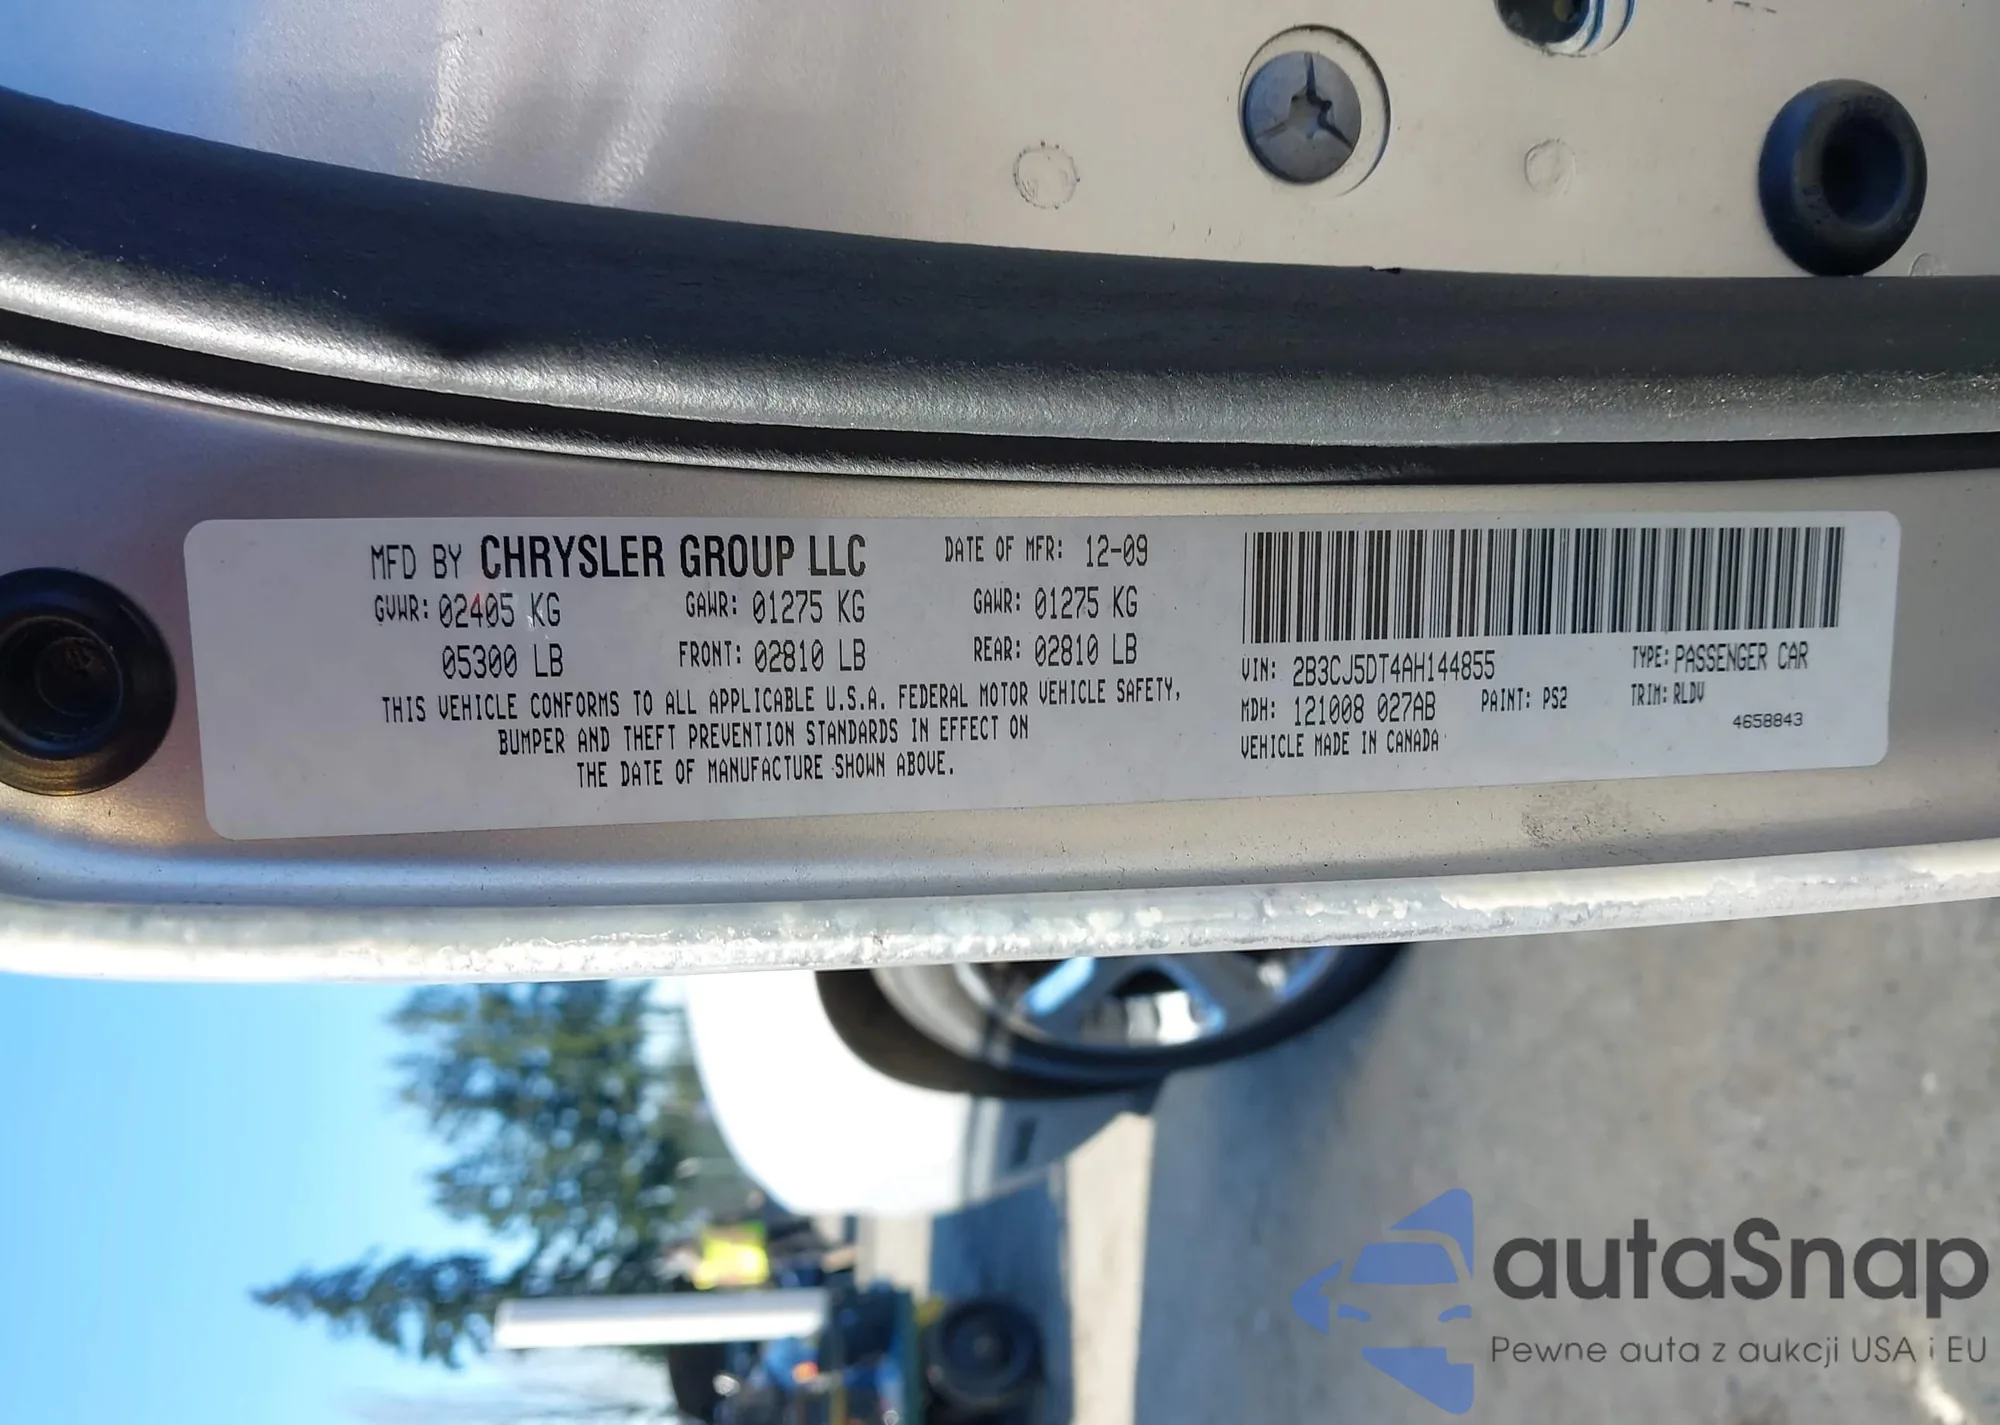 MFD BY CHRYSLER GROUP LLC DATE OF MFR: 12-09
GVWR: 02405 KG GAWR: 01275 KG GAWR: 01275 KG
05300 LB FRONT: 02810 LB REAR: 02810 LB
THIS VEHICLE CONFORMS TO ALL APPLICABLE U.S.A. FEDERAL MOTOR VEHICLE SAFETY,
BUMPER AND THEFT PREVENTION STANDARDS IN EFFECT ON
THE DATE OF MANUFACTURE SHOWN ABOVE.
VIN: 2B3CJ5DT4AH144855 TYPE: PASSENGER CAR
MDH: 121008 027AB PAINT: PS2 TRIM: RLDV
VEHICLE MADE IN CANADA 4658843
autaSnap
Pewne auta z aukcji USA i EU